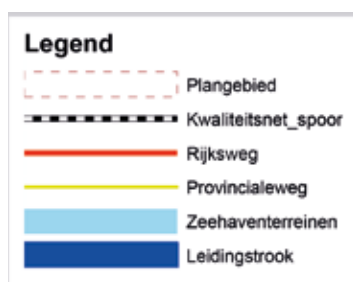 Legend
Plangebied
Kwaliteitsnet_spoor
Rijksweg
Provincialeweg
Zeehaventerreinen
Leidingstrook